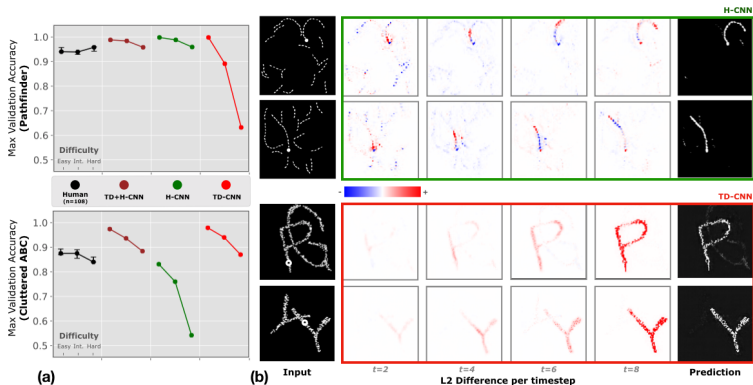 H-CNN
1.0
0.9
0.8
0.7
0.6
0.5
Max Validation Accuracy
(Pathfinder)
Difficulty
Easy Int. Hard
Human
(n=108)
TD+H-CNN
H-CNN
TD-CNN
- +
TD-CNN
1.0
0.9
0.8
0.7
0.6
0.5
Max Validation Accuracy
(Cluttered ABC)
Difficulty
Easy Int. Hard
(a)
(b)
Input
t=2
t=4
t=6
t=8
Prediction
L2 Difference per timestep